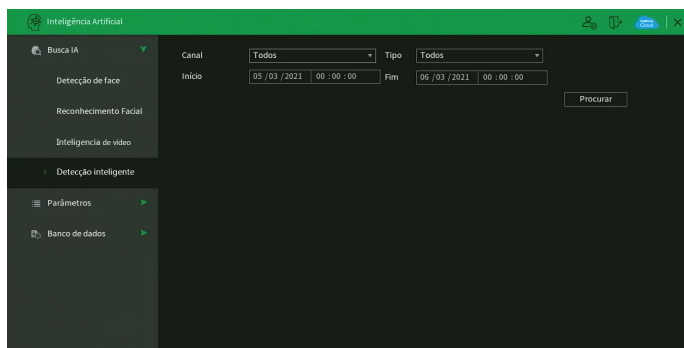 Inteligência Artificial
Cloud
Busca IA
Canal Todos Tipo Todos
Início 05 /03 /2021 00 :00 :00 Fim 06 /03 /2021 00 :00 :00
Procurar
Detecção de face
Reconhecimento Facial
Inteligencia de vídeo
Detecção inteligente
Parâmetros
Banco de dados